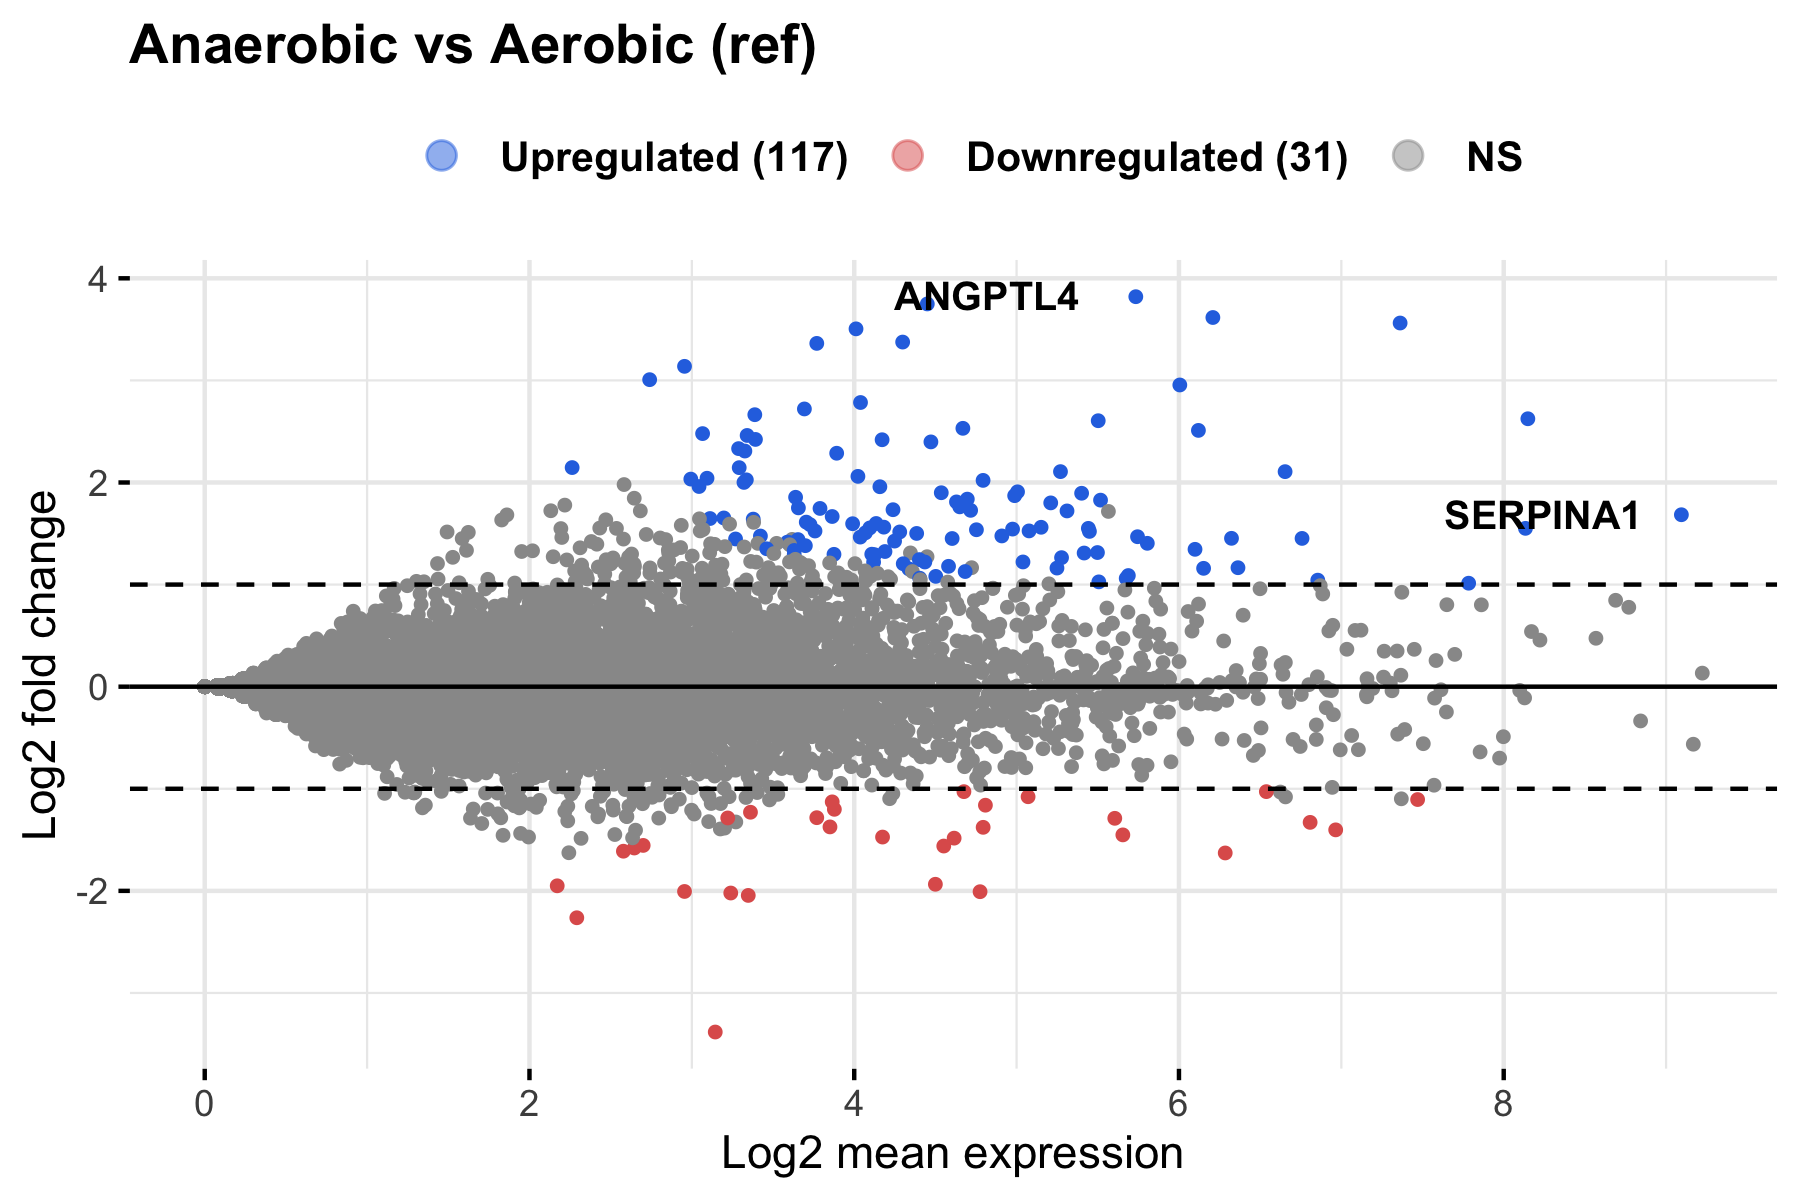 Anaerobic vs Aerobic (ref)
Upregulated (117) Downregulated (31) NS
4
2
0
-2
Log2 fold change
ANGPTL4
SERPINA1
0 2 4 6 8
Log2 mean expression